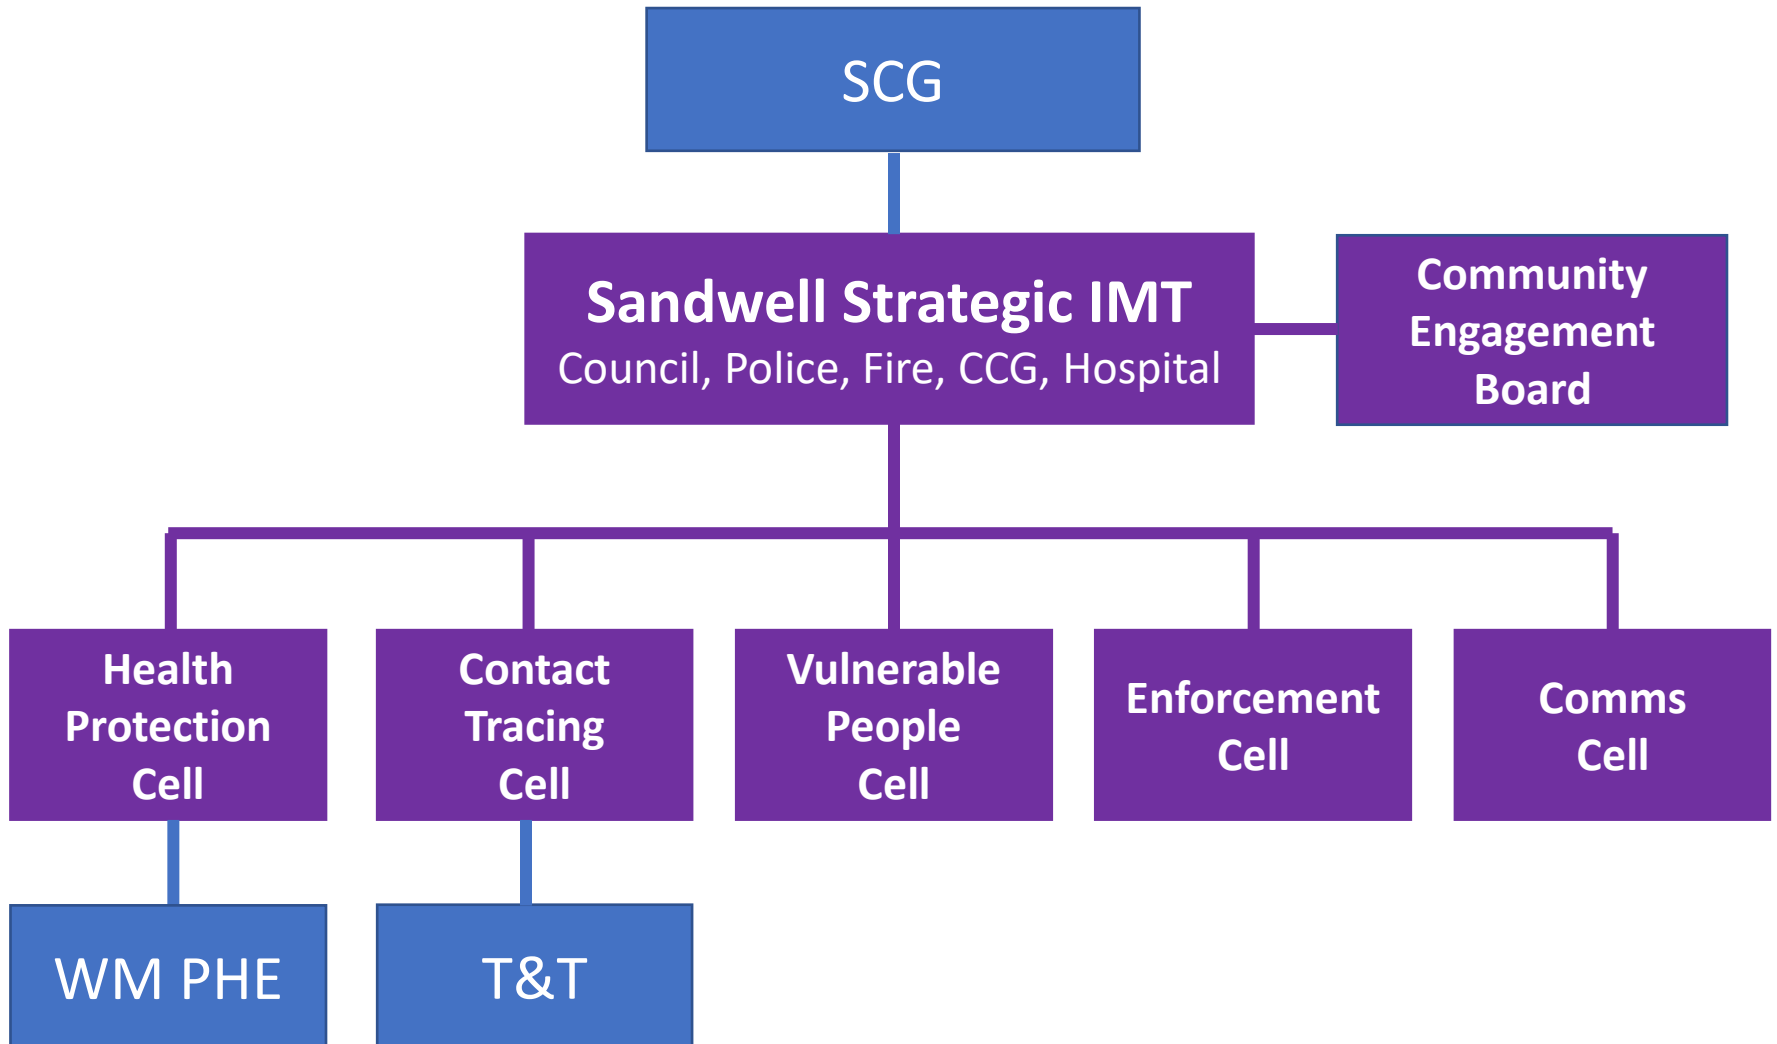 SCG
Sandwell Strategic IMT
Council, Police, Fire, CCG, Hospital
Community
Engagement
Board
Health
Protection
Cell
Contact
Tracing
Cell
Vulnerable
People
Cell
Enforcement
Cell
Comms
Cell
WM PHE
T&T